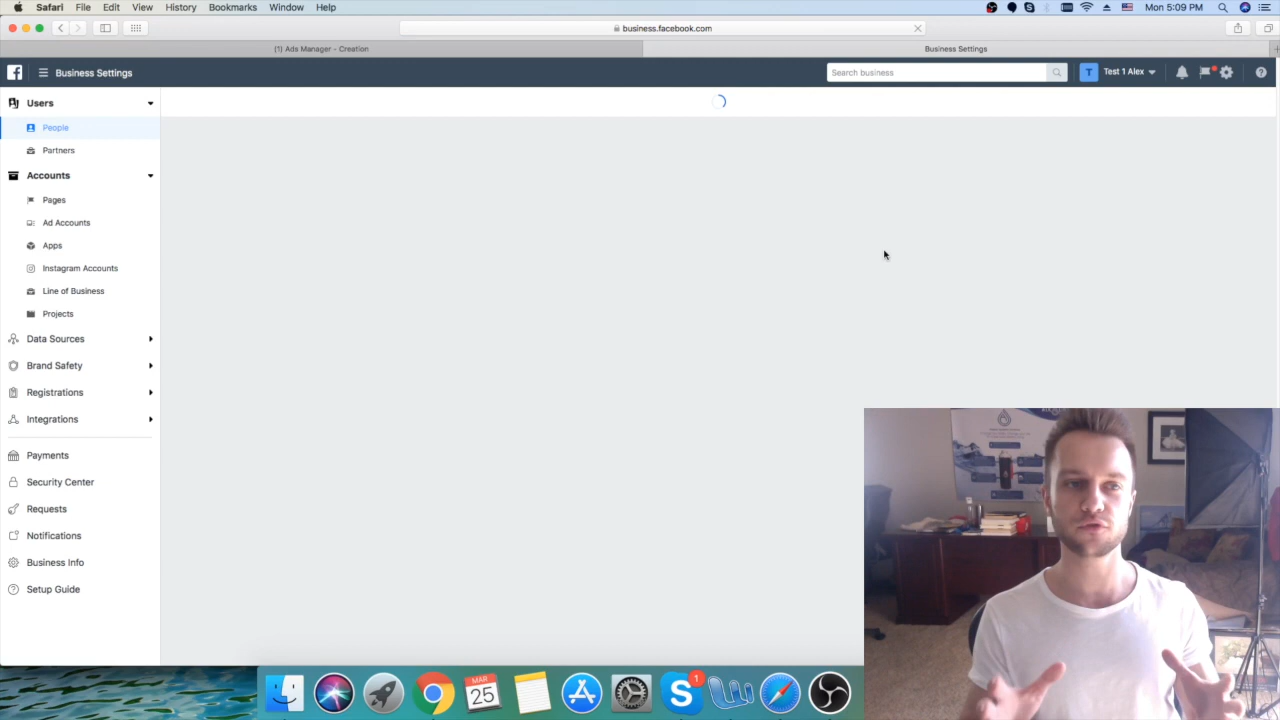 Safari File Edit View History Bookmarks Window Help
Mon 5:09 PM
business.facebook.com
(1) Ads Manager - Creation
Business Settings
Business Settings
Search business
T Test 1 Alex
Users
People
Partners
Accounts
Pages
Ad Accounts
Apps
Instagram Accounts
Line of Business
Projects
Data Sources
Brand Safety
Registrations
Integrations
Payments
Security Center
Requests
Notifications
Business Info
Setup Guide
MAR
25
1